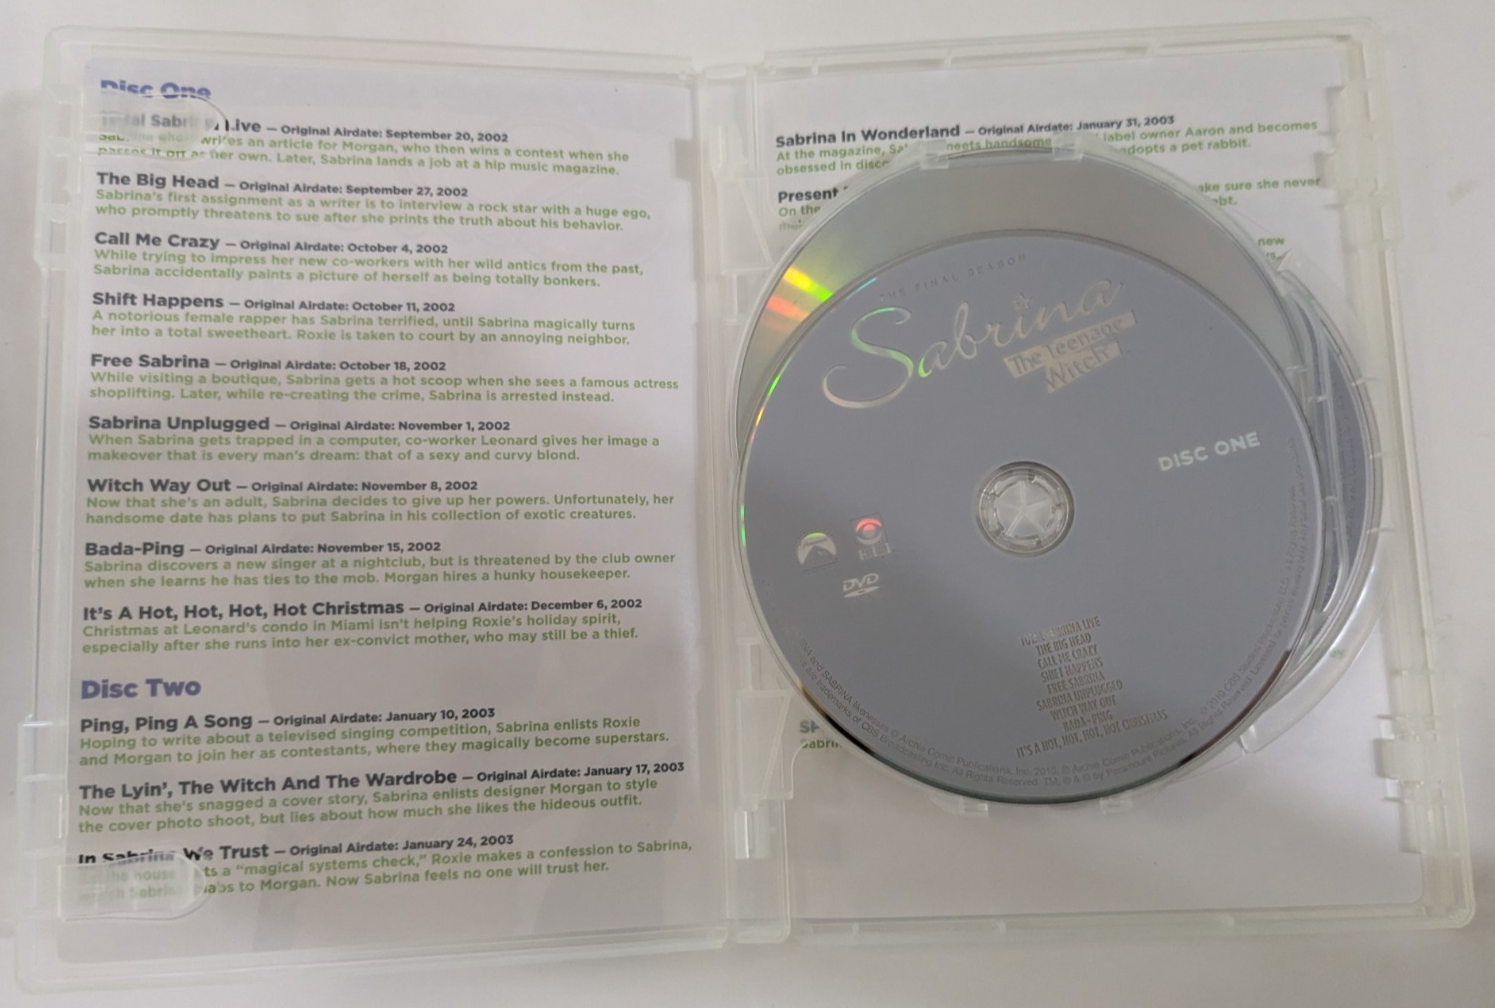 Disc One
Live — Original Airdate: September 20, 2002
writes an article for Morgan, who then wins a contest when she
passes it off as her own. Later, Sabrina lands a job at a hip music magazine.
The Big Head — Original Airdate: September 27, 2002
Sabrina's first assignment as a writer is to interview a rock star with a huge ego,
who promptly threatens to sue after she prints the truth about his behavior.
Call Me Crazy — Original Airdate: October 4, 2002
While trying to impress her new co-workers with her wild antics from the past,
Sabrina accidentally paints a picture of herself as being totally bonkers.
Shift Happens — Original Airdate: October 11, 2002
A notorious female rapper has Sabrina terrified, until Sabrina magically turns
her into a total sweetheart. Roxie is taken to court by an annoying neighbor.
Free Sabrina — Original Airdate: October 18, 2002
While visiting a boutique, Sabrina gets a hot scoop when she sees a famous actress
shoplifting. Later, while re-creating the crime, Sabrina is arrested instead.
Sabrina Unplugged — Original Airdate: November 1, 2002
When Sabrina gets trapped in a computer, co-worker Leonard gives her image a
makeover that is every man's dream: that of a sexy and curvy blond.
Witch Way Out — Original Airdate: November 8, 2002
Now that she's an adult, Sabrina decides to give up her powers. Unfortunately, her
handsome date has plans to put Sabrina in his collection of exotic creatures.
Bada-Ping — Original Airdate: November 15, 2002
Sabrina discovers a new singer at a nightclub, but is threatened by the club owner
when she learns he has ties to the mob. Morgan hires a hunky housekeeper.
It's A Hot, Hot, Hot, Hot Christmas — Original Airdate: December 6, 2002
Christmas at Leonard's condo in Miami isn't helping Roxie's holiday spirit,
especially after she runs into her ex-convict mother, who may still be a thief.
Disc Two
Ping, Ping A Song — Original Airdate: January 10, 2003
Hoping to write about a televised singing competition, Sabrina enlists Roxie
and Morgan to join her as contestants, where they magically become superstars.
The Lyin', The Witch And The Wardrobe — Original Airdate: January 17, 2003
Now that she's snagged a cover story, Sabrina enlists designer Morgan to style
the cover photo shoot, but lies about how much she likes the hideous outfit.
In Sabrina We Trust — Original Airdate: January 24, 2003
the house a "magical systems check," Roxie makes a confession to Sabrina,
to Morgan. Now Sabrina feels no one will trust her.
Sabrina In Wonderland — Original Airdate: January 31, 2003
At the magazine, meets handsome label owner Aaron and becomes
obsessed in adopts a pet rabbit.
Present
On the make sure she never
new
THE FINAL SEASON
Sabrina
The Teenage
Witch
DISC ONE
DVD
SABRINA LIVE
THE BIG HEAD
CALL ME CRAZY
SHIFT HAPPENS
FREE SABRINA
SABRINA UNPLUGGED
WITCH WAY OUT
BADA-PING
IT'S A HOT, HOT, HOT, HOT CHRISTMAS